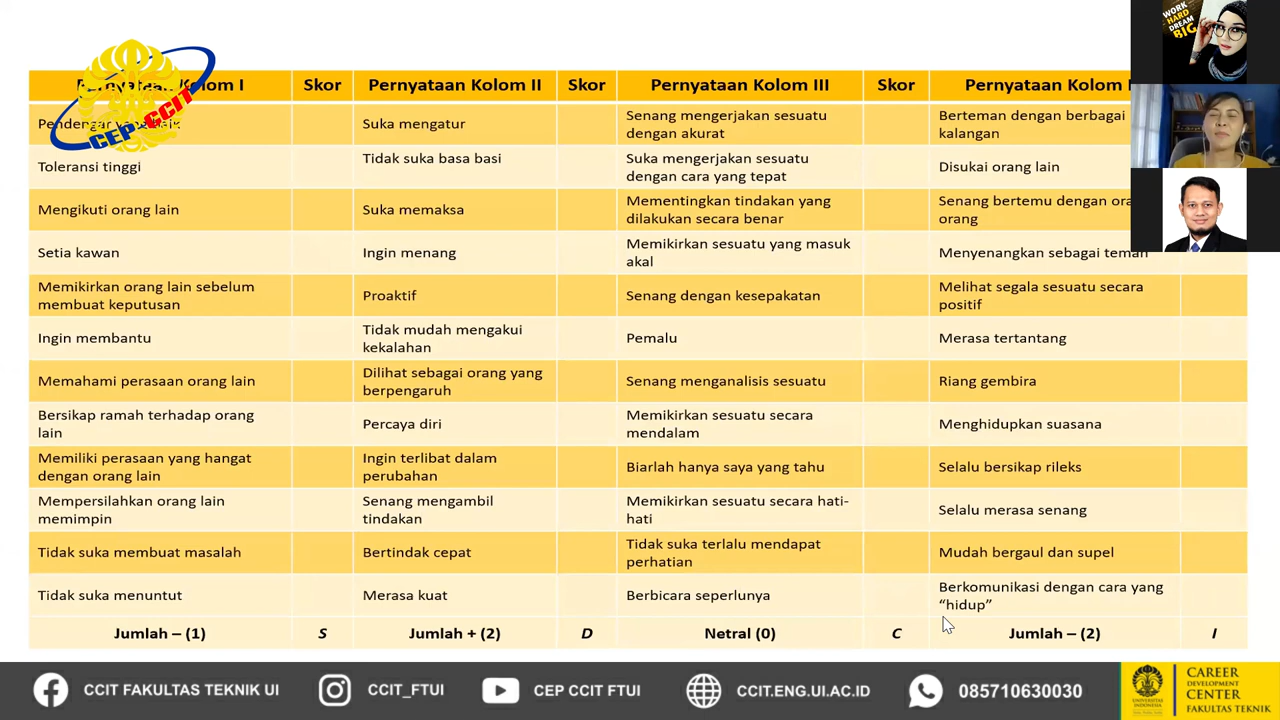 WORK
HARD
DREAM
BIG
CEP-CCIT
Pernyataan Kolom I
Skor
Pernyataan Kolom II
Skor
Pernyataan Kolom III
Skor
Pernyataan Kolom
Pendengar yang baik
Suka mengatur
Senang mengerjakan sesuatu
dengan akurat
Berteman dengan berbagai
kalangan
Toleransi tinggi
Tidak suka basa basi
Suka mengerjakan sesuatu
dengan cara yang tepat
Disukai orang lain
Mengikuti orang lain
Suka memaksa
Mementingkan tindakan yang
dilakukan secara benar
Senang bertemu dengan
orang
Setia kawan
Ingin menang
Memikirkan sesuatu yang masuk
akal
Menyenangkan sebagai teman
Memikirkan orang lain sebelum
membuat keputusan
Proaktif
Senang dengan kesepakatan
Melihat segala sesuatu secara
positif
Ingin membantu
Tidak mudah mengakui
kekalahan
Pemalu
Merasa tertantang
Memahami perasaan orang lain
Dilihat sebagai orang yang
berpengaruh
Senang menganalisis sesuatu
Riang gembira
Bersikap ramah terhadap orang
lain
Percaya diri
Memikirkan sesuatu secara
mendalam
Menghidupkan suasana
Memiliki perasaan yang hangat
dengan orang lain
Ingin terlibat dalam
perubahan
Biarlah hanya saya yang tahu
Selalu bersikap rileks
Mempersilahkan orang lain
memimpin
Senang mengambil
tindakan
Memikirkan sesuatu secara hati-
hati
Selalu merasa senang
Tidak suka membuat masalah
Bertindak cepat
Tidak suka terlalu mendapat
perhatian
Mudah bergaul dan supel
Tidak suka menuntut
Merasa kuat
Berbicara seperlunya
Berkomunikasi dengan cara yang
“hidup”
Jumlah – (1)
S
Jumlah + (2)
D
Netral (0)
C
Jumlah – (2)
I
CCIT FAKULTAS TEKNIK UI
CCIT_FTUI
CEP CCIT FTUI
CCIT.ENG.UI.AC.ID
085710630030
UNIVERSITAS
INDONESIA
CAREER
DEVELOPMENT
CENTER
FAKULTAS TEKNIK